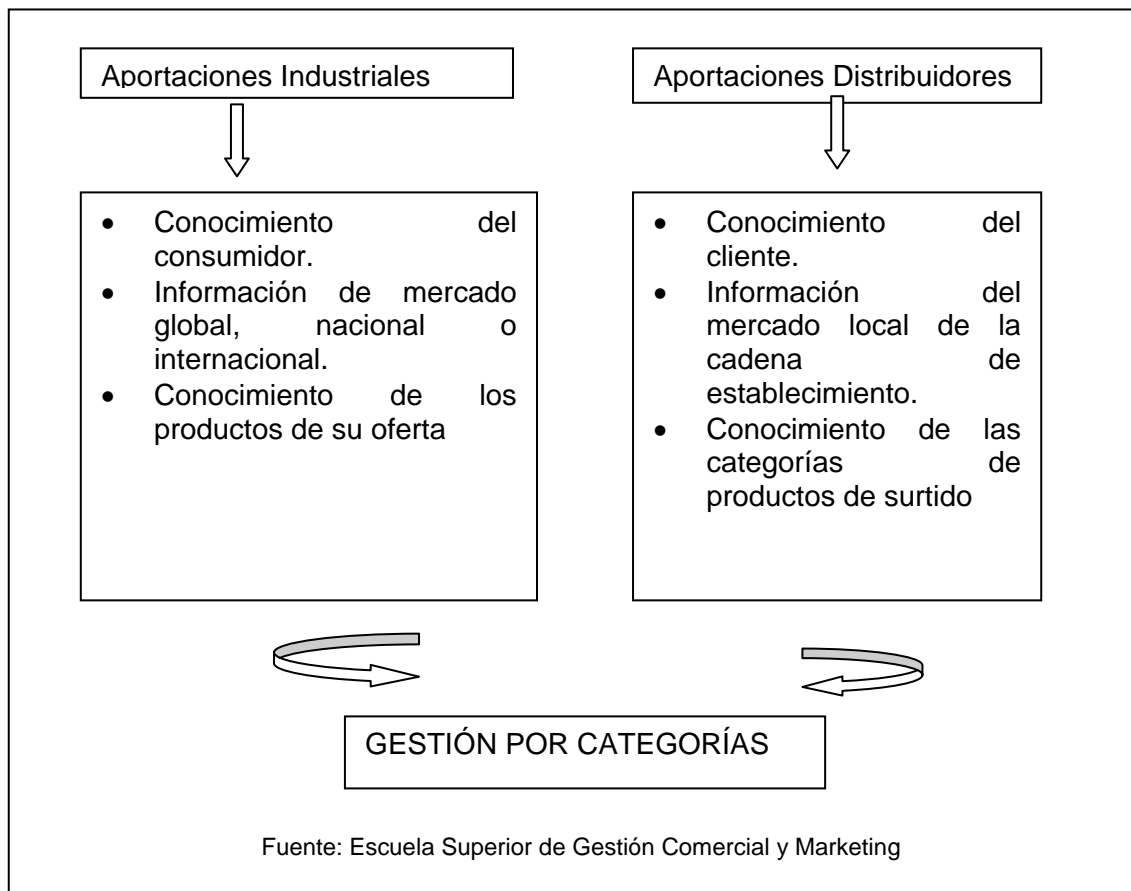 Aportaciones Industriales
• Conocimiento del
consumidor.
• Información de mercado
global, nacional o
internacional.
• Conocimiento de los
productos de su oferta
Aportaciones Distribuidores
• Conocimiento del
cliente.
• Información del
mercado local de la
cadena de
establecimiento.
• Conocimiento de las
categorías de
productos de surtido
GESTIÓN POR CATEGORÍAS
Fuente: Escuela Superior de Gestión Comercial y Marketing